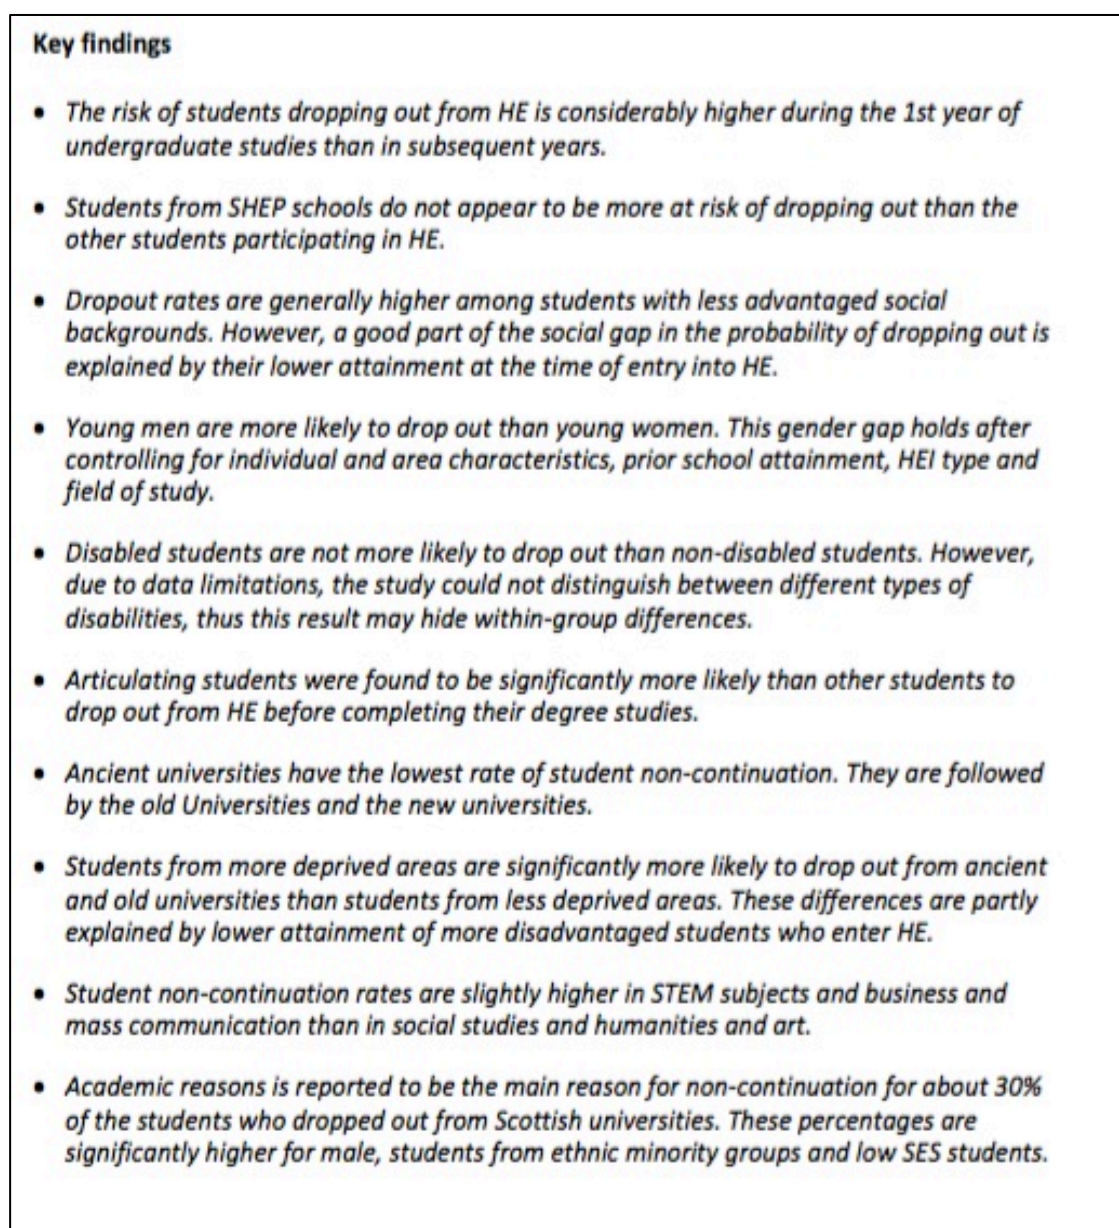 Key findings
• The risk of students dropping out from HE is considerably higher during the 1st year of
undergraduate studies than in subsequent years.
• Students from SHEP schools do not appear to be more at risk of dropping out than the
other students participating in HE.
• Dropout rates are generally higher among students with less advantaged social
backgrounds. However, a good part of the social gap in the probability of dropping out is
explained by their lower attainment at the time of entry into HE.
• Young men are more likely to drop out than young women. This gender gap holds after
controlling for individual and area characteristics, prior school attainment, HEI type and
field of study.
• Disabled students are not more likely to drop out than non-disabled students. However,
due to data limitations, the study could not distinguish between different types of
disabilities, thus this result may hide within-group differences.
• Articulating students were found to be significantly more likely than other students to
drop out from HE before completing their degree studies.
• Ancient universities have the lowest rate of student non-continuation. They are followed
by the old Universities and the new universities.
• Students from more deprived areas are significantly more likely to drop out from ancient
and old universities than students from less deprived areas. These differences are partly
explained by lower attainment of more disadvantaged students who enter HE.
• Student non-continuation rates are slightly higher in STEM subjects and business and
mass communication than in social studies and humanities and art.
• Academic reasons is reported to be the main reason for non-continuation for about 30%
of the students who dropped out from Scottish universities. These percentages are
significantly higher for male, students from ethnic minority groups and low SES students.